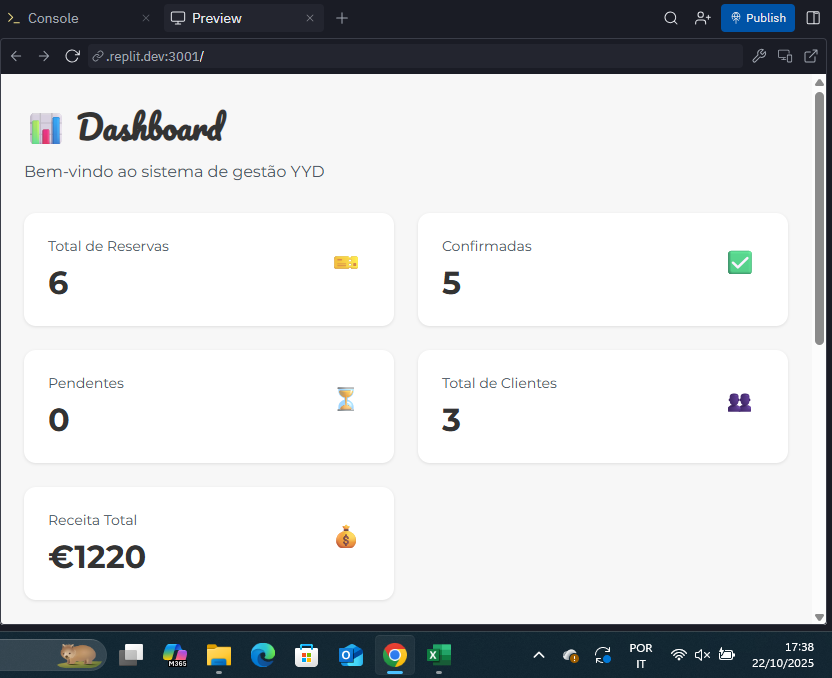 Console
Preview
Publish
.replit.dev:3001/
Dashboard
Bem-vindo ao sistema de gestão YYD
Total de Reservas
6
Confirmadas
5
Pendentes
0
Total de Clientes
3
Receita Total
€1220
M365
POR
IT
17:38
22/10/2025